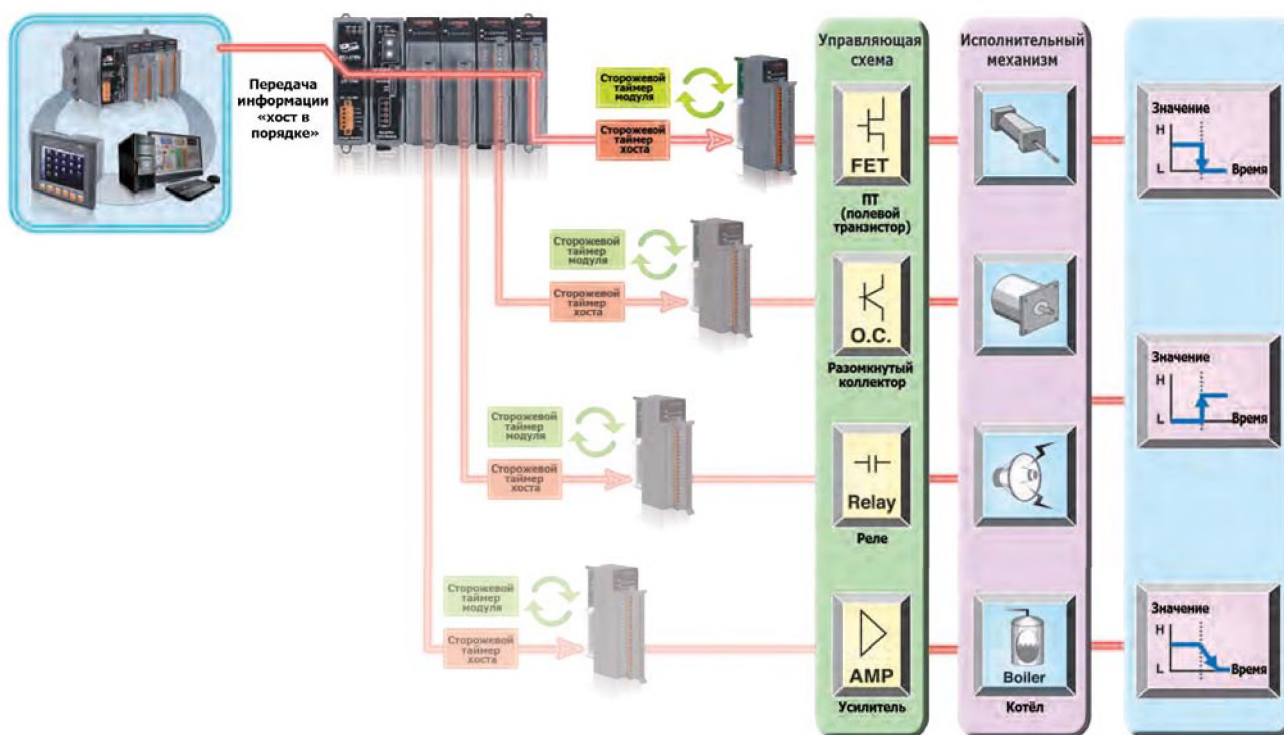 Передача
информации
«хост в
порядке»
Сторожевой
таймер
модуля
Сторожевой
таймер
хоста
Сторожевой
таймер
модуля
Сторожевой
таймер
хоста
Сторожевой
таймер
модуля
Сторожевой
таймер
хоста
Сторожевой
таймер
модуля
Сторожевой
таймер
хоста
Управляющая
схема
FET
ПТ
(полевой
транзистор)
O.C.
Разомкнутый
коллектор
Relay
Реле
AMP
Усилитель
Исполнительный
механизм
Boiler
Котёл
Значение
H
L
Время
Значение
H
L
Время
Значение
H
L
Время